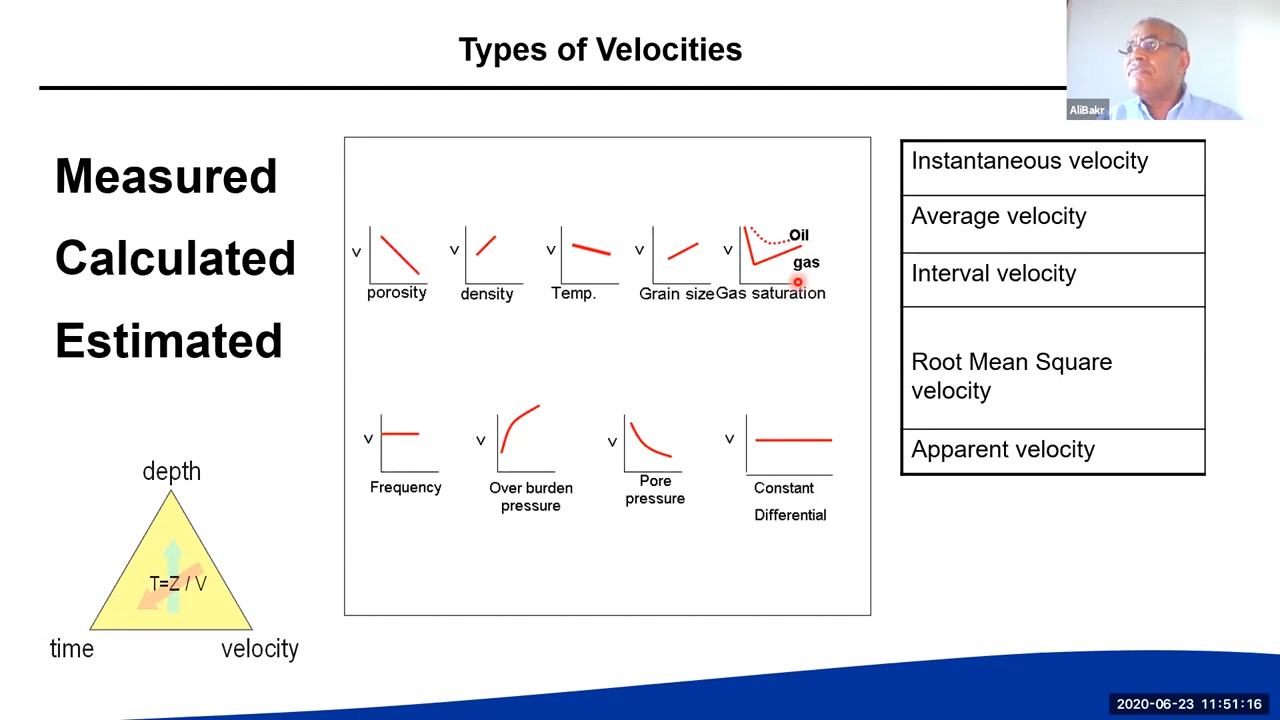 Types of Velocities
AliBakr
Measured
Calculated
Estimated
V
porosity
V
density
V
Temp.
V
Grain size
V
Oil
gas
Gas saturation
V
Frequency
V
Over burden
pressure
V
Pore
pressure
V
Constant
Differential
Instantaneous velocity
Average velocity
Interval velocity
Root Mean Square
velocity
Apparent velocity
depth
T=Z / V
time
velocity
2020-06-23 11:51:16